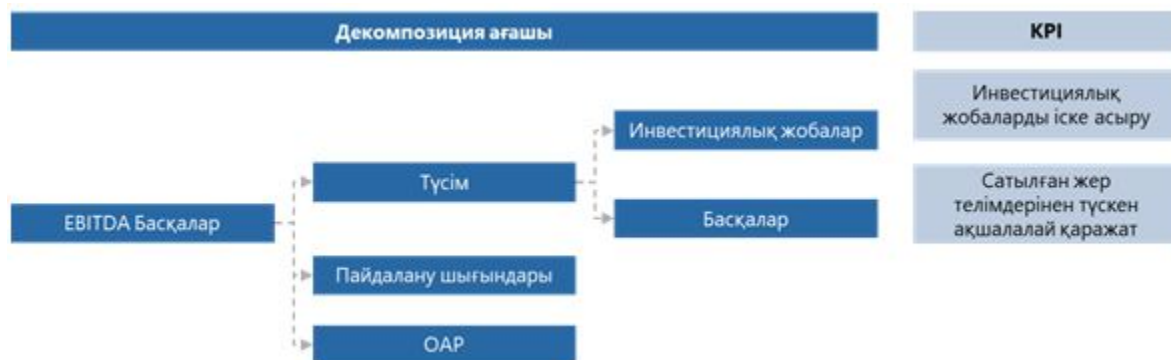 Декомпозиция ағашы
KPI
Инвестициялық жобалар
Инвестициялық
жобаларды іске асыру
Түсім
EBITDA Басқалар
Басқалар
Сатылған жер
телімдерінен түскен
ақшалалай қаражат
Пайдалану шығындары
ОАР